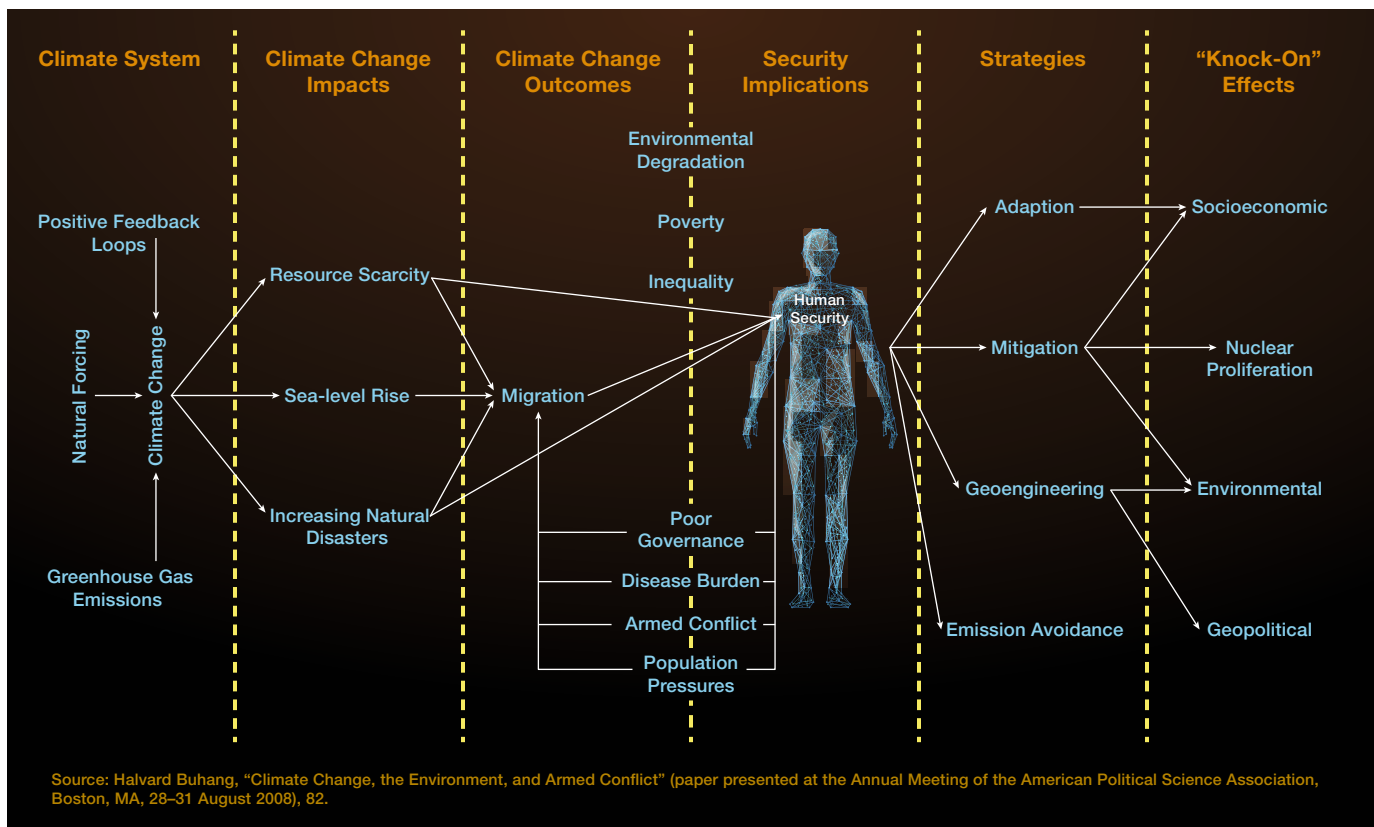 Climate System
Climate Change
Impacts
Climate Change
Outcomes
Security
Implications
Strategies
“Knock-On”
Effects
Positive Feedback
Loops
Natural Forcing
Climate Change
Greenhouse Gas
Emissions
Resource Scarcity
Sea-level Rise
Increasing Natural
Disasters
Migration
Environmental
Degradation
Poverty
Inequality
Human
Security
Poor
Governance
Disease Burden
Armed Conflict
Population
Pressures
Adaption
Mitigation
Geoengineering
Emission Avoidance
Socioeconomic
Nuclear
Proliferation
Environmental
Geopolitical
Source: Halvard Buhang, “Climate Change, the Environment, and Armed Conflict” (paper presented at the Annual Meeting of the American Political Science Association,
Boston, MA, 28–31 August 2008), 82.